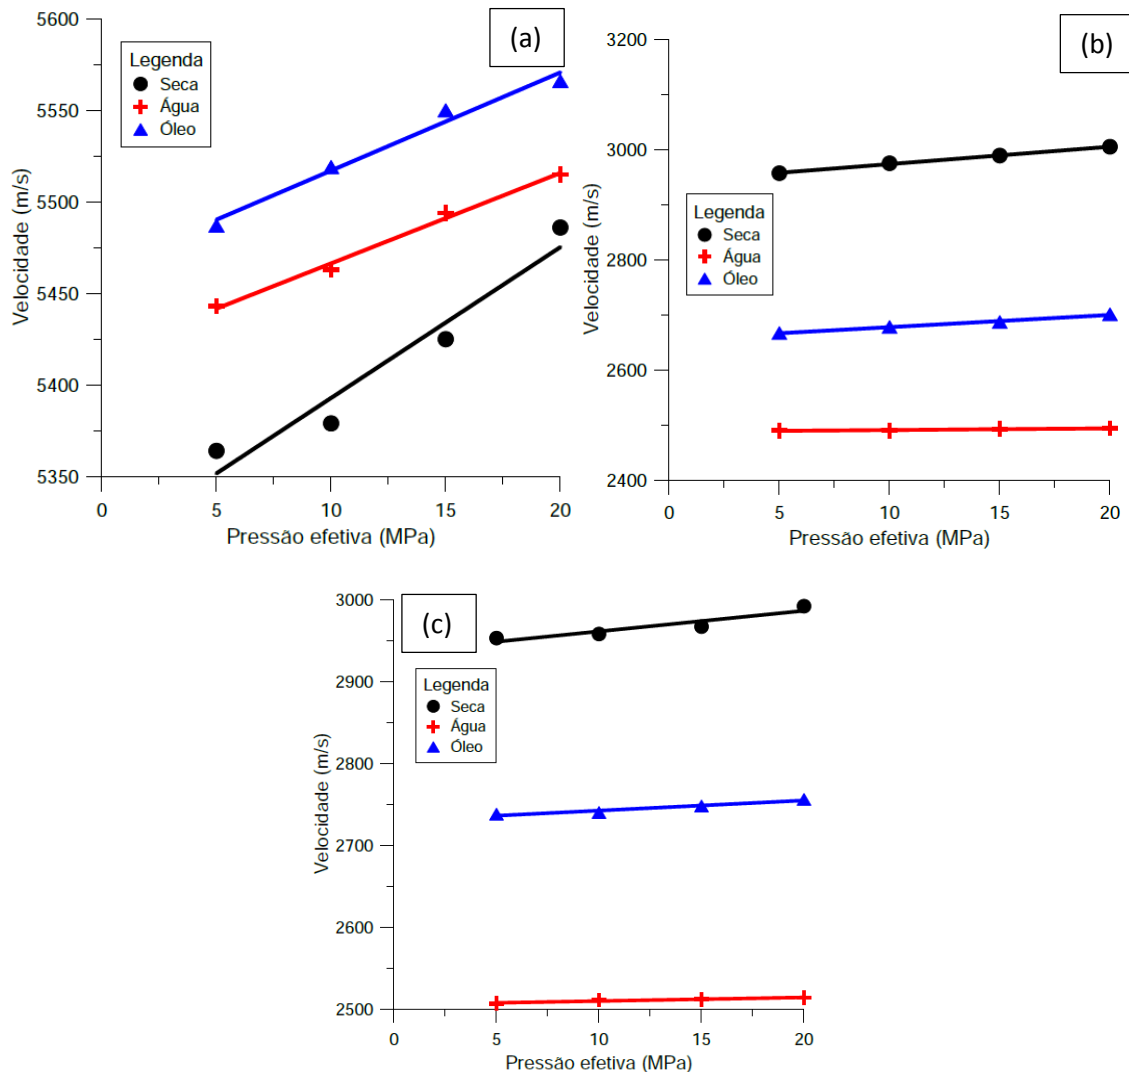 (a)
5600
5550
5500
5450
5400
5350
Velocidade (m/s)
Legenda
Seca
Água
Óleo
0 5 10 15 20
Pressão efetiva (MPa)
(b)
3200
3000
2800
2600
2400
Velocidade (m/s)
Legenda
Seca
Água
Óleo
0 5 10 15 20
Pressão efetiva (MPa)
(c)
3000
2900
2800
2700
2600
2500
Velocidade (m/s)
Legenda
Seca
Água
Óleo
0 5 10 15 20
Pressão efetiva (MPa)